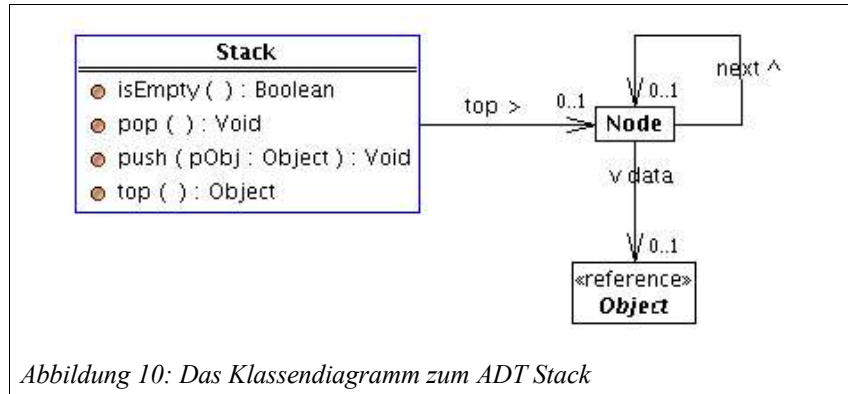 Stack
isEmpty ( ) : Boolean
pop ( ) : Void
push ( pObj : Object ) : Void
top ( ) : Object
top >
0..1
next ^
0..1
Node
v data
0..1
«reference»
Object
Abbildung 10: Das Klassendiagramm zum ADT Stack